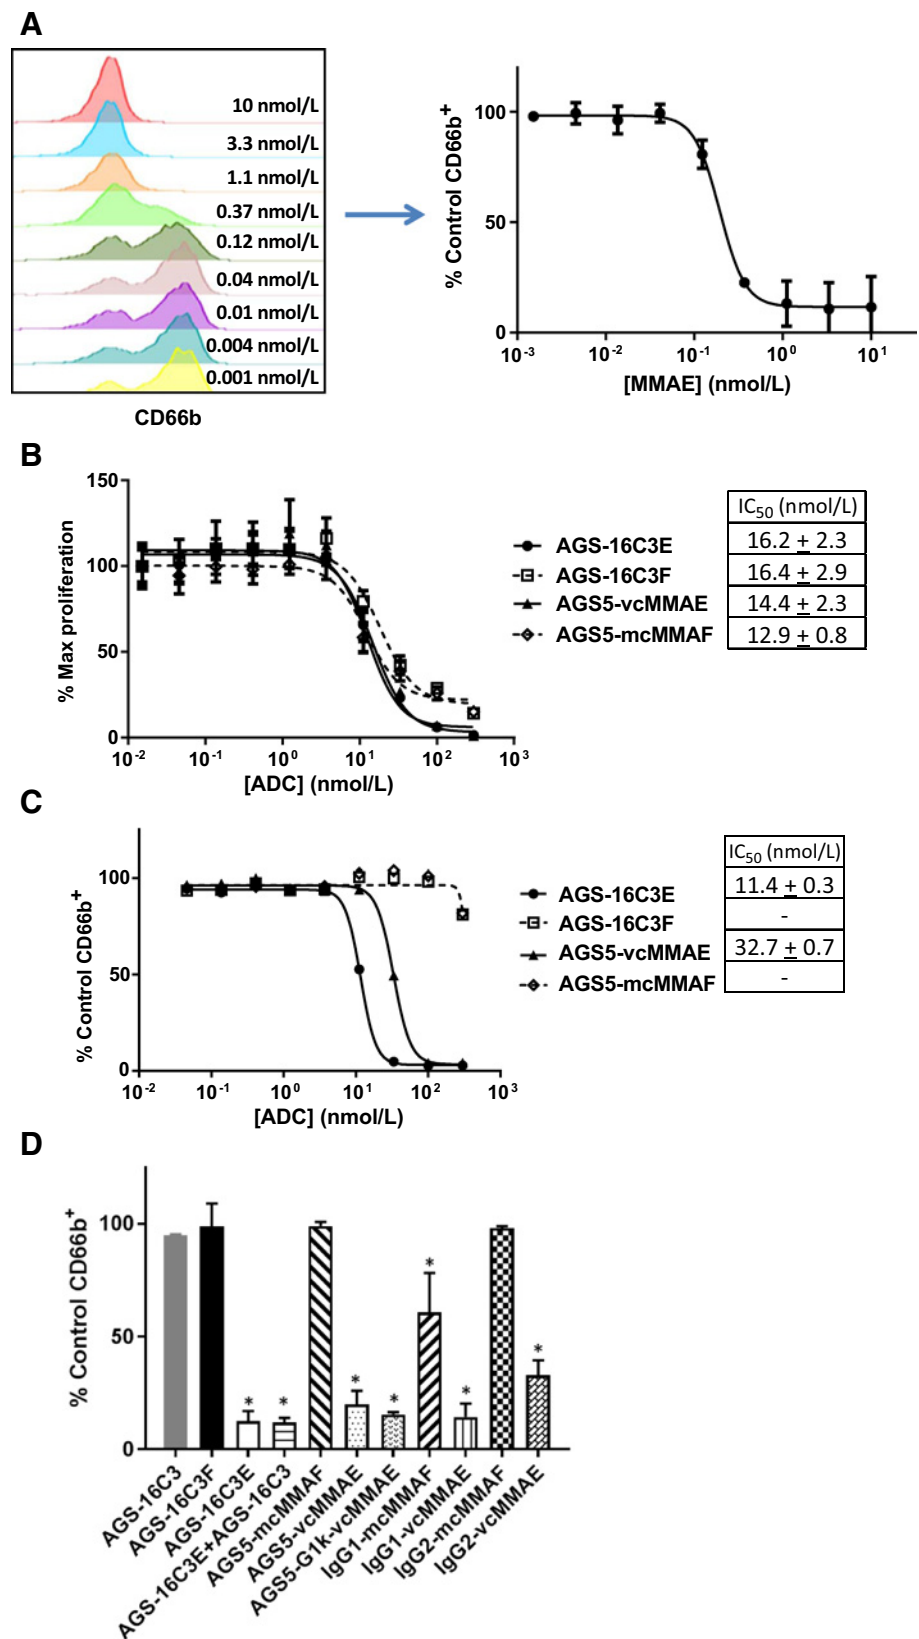 A
10 nmol/L
3.3 nmol/L
1.1 nmol/L
0.37 nmol/L
0.12 nmol/L
0.04 nmol/L
0.01 nmol/L
0.004 nmol/L
0.001 nmol/L
CD66b
% Control CD66b+
100
50
0
10-3 10-2 10-1 100 101
[MMAE] (nmol/L)
B
% Max proliferation
150
100
50
0
10-2 10-1 100 101 102 103
[ADC] (nmol/L)
AGS-16C3E
AGS-16C3F
AGS5-vcMMAE
AGS5-mcMMAF
IC50 (nmol/L)
16.2 ± 2.3
16.4 ± 2.9
14.4 ± 2.3
12.9 ± 0.8
C
% Control CD66b+
100
50
0
10-2 10-1 100 101 102 103
[ADC] (nmol/L)
AGS-16C3E
AGS-16C3F
AGS5-vcMMAE
AGS5-mcMMAF
IC50 (nmol/L)
11.4 ± 0.3
-
32.7 ± 0.7
-
D
% Control CD66b+
100
50
0
* * * * * * *
AGS-16C3
AGS-16C3F
AGS-16C3E
AGS-16C3E+AGS-16C3
AGS5-mcMMAF
AGS5-vcMMAE
AGS5-G1k-vcMMAE
IgG1-mcMMAF
IgG1-vcMMAE
IgG2-mcMMAF
IgG2-vcMMAE